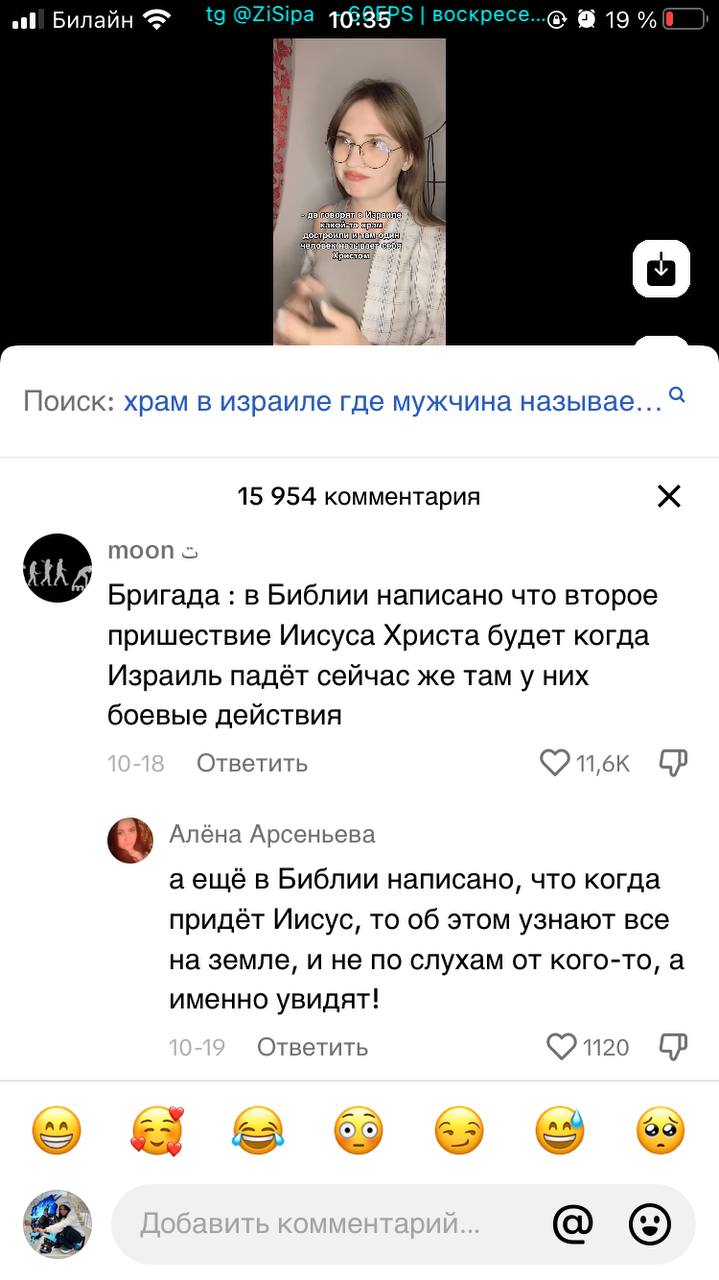 Билайн
tg @ZiSipa - 60FPS | воскресе...
10:35
19 %
- да говорят в Израиле
какой-то храм
достроили и там один
человек называет себя
Христом
Поиск: храм в израиле где мужчина называе...
15 954 комментария
moon ت
Бригада : в Библии написано что второе
пришествие Иисуса Христа будет когда
Израиль падёт сейчас же там у них
боевые действия
10-18 Ответить 11,6K
Алёна Арсеньева
а ещё в Библии написано, что когда
придёт Иисус, то об этом узнают все
на земле, и не по слухам от кого-то, а
именно увидят!
10-19 Ответить 1120
Добавить комментарий... @